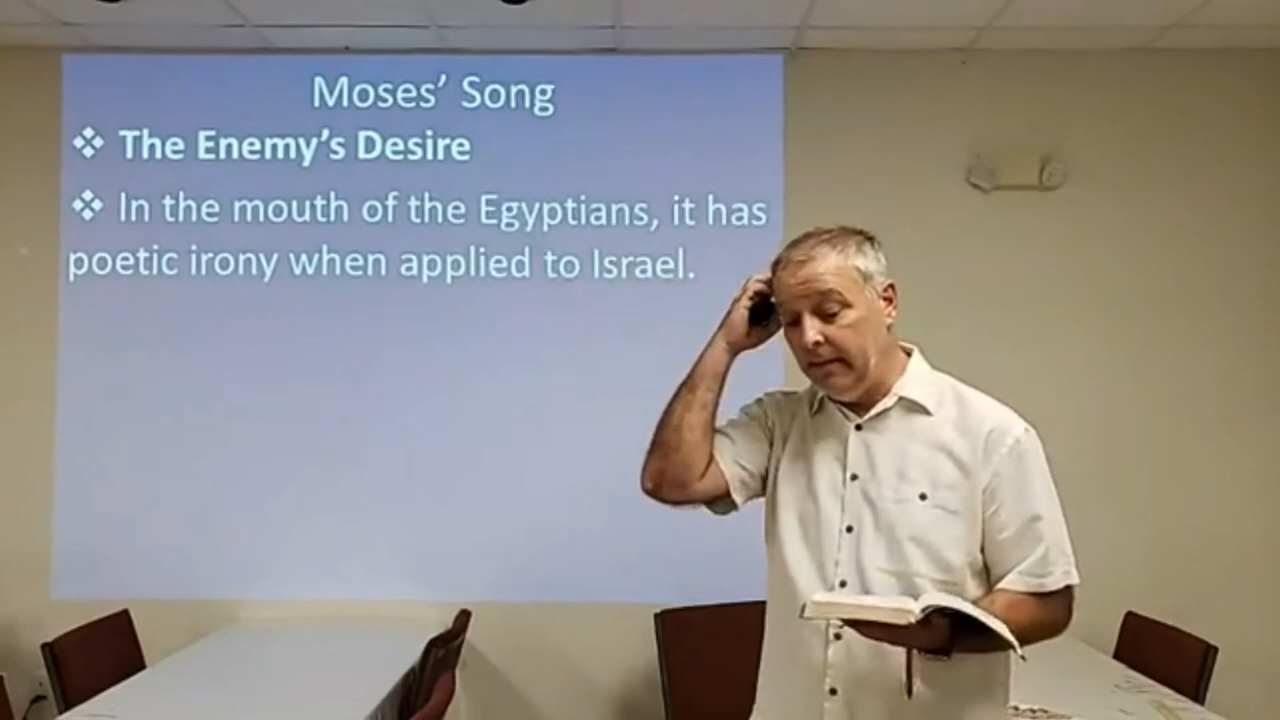 Moses’ Song
❖ The Enemy’s Desire
❖ In the mouth of the Egyptians, it has
poetic irony when applied to Israel.